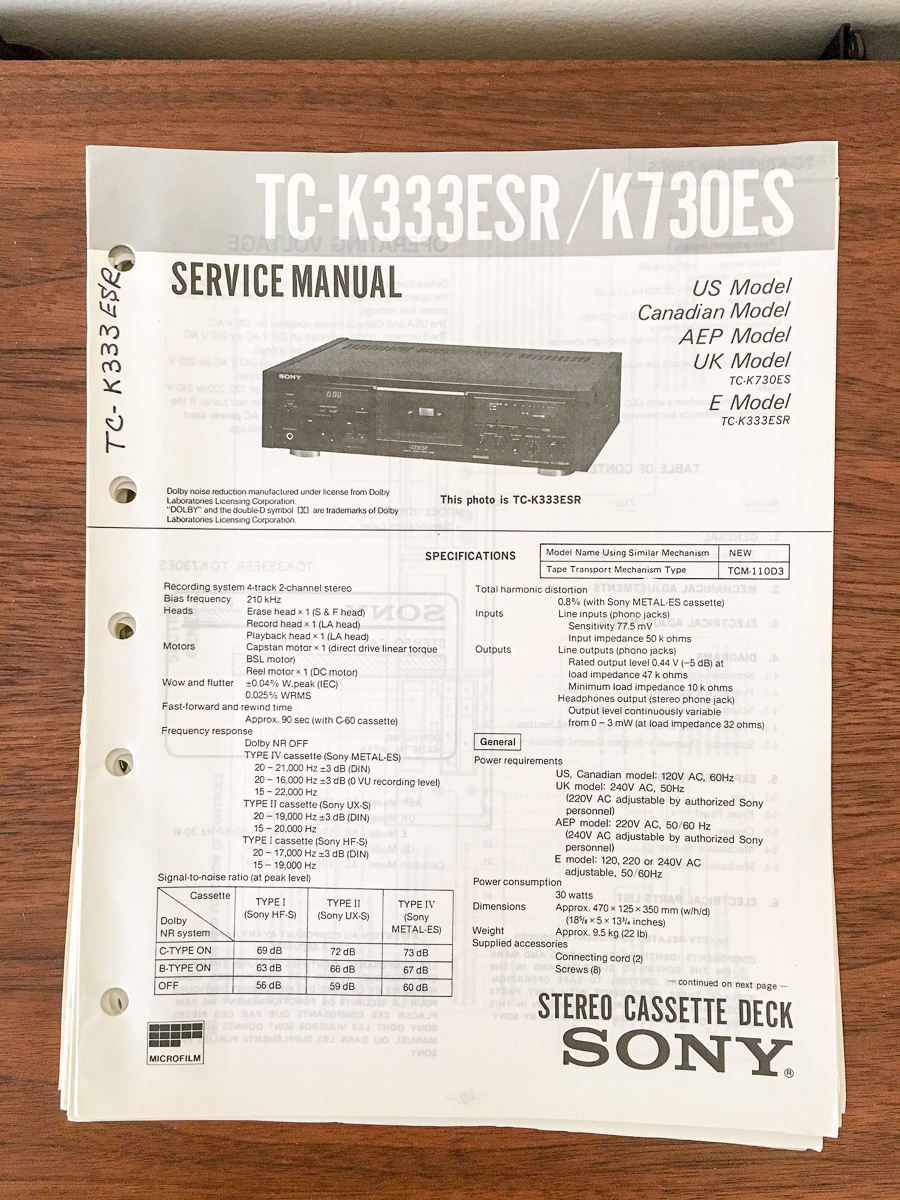 TC-K333ESR/K730ES
TC-K333ESR
SERVICE MANUAL
US Model
Canadian Model
AEP Model
UK Model
TC-K730ES
E Model
TC-K333ESR
SONY
Dolby noise reduction manufactured under license from Dolby
Laboratories Licensing Corporation.
"DOLBY" and the double-D symbol are trademarks of Dolby
Laboratories Licensing Corporation.
This photo is TC-K333ESR
SPECIFICATIONS
Model Name Using Similar Mechanism NEW
Tape Transport Mechanism Type TCM-110D3
Recording system 4-track 2-channel stereo
Bias frequency 210 kHz
Heads Erase head × 1 (S & F head)
Record head × 1 (LA head)
Playback head × 1 (LA head)
Motors Capstan motor × 1 (direct drive linear torque
BSL motor)
Reel motor × 1 (DC motor)
Wow and flutter ±0.04% W.peak (IEC)
0.025% WRMS
Fast-forward and rewind time
Approx. 90 sec (with C-60 cassette)
Frequency response
Dolby NR OFF
TYPE IV cassette (Sony METAL-ES)
20 – 21,000 Hz ±3 dB (DIN)
20 – 16,000 Hz ±3 dB (0 VU recording level)
15 – 22,000 Hz
TYPE II cassette (Sony UX-S)
20 – 19,000 Hz ±3 dB (DIN)
15 – 20,000 Hz
TYPE I cassette (Sony HF-S)
20 – 17,000 Hz ±3 dB (DIN)
15 – 19,000 Hz
Signal-to-noise ratio (at peak level)
Cassette
Dolby
NR system
TYPE I
(Sony HF-S)
TYPE II
(Sony UX-S)
TYPE IV
(Sony
METAL-ES)
C-TYPE ON 69 dB 72 dB 73 dB
B-TYPE ON 63 dB 66 dB 67 dB
OFF 56 dB 59 dB 60 dB
MICROFILM
Total harmonic distortion
0.8% (with Sony METAL-ES cassette)
Inputs Line inputs (phono jacks)
Sensitivity 77.5 mV
Input impedance 50 k ohms
Outputs Line outputs (phono jacks)
Rated output level 0.44 V (–5 dB) at
load impedance 47 k ohms
Minimum load impedance 10 k ohms
Headphones output (stereo phone jack)
Output level continuously variable
from 0 – 3 mW (at load impedance 32 ohms)
General
Power requirements
US, Canadian model: 120V AC, 60Hz
UK model: 240V AC, 50Hz
(220V AC adjustable by authorized Sony
personnel)
AEP model: 220V AC, 50/60 Hz
(240V AC adjustable by authorized Sony
personnel)
E model: 120, 220 or 240V AC
adjustable, 50/60Hz
Power consumption
30 watts
Dimensions Approx. 470 × 125 × 350 mm (w/h/d)
(18⅝ × 5 × 13¾ inches)
Weight Approx. 9.5 kg (22 lb)
Supplied accessories
Connecting cord (2)
Screws (8)
— continued on next page —
STEREO CASSETTE DECK
SONY®